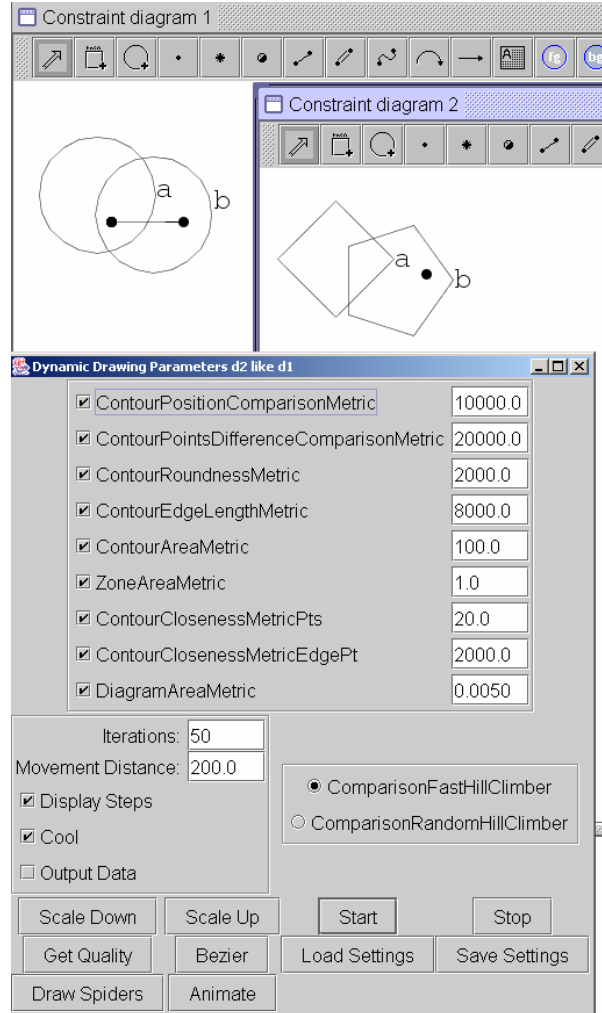 Constraint diagram 1
fg
bg
Constraint diagram 2
a
b
a
b
Dynamic Drawing Parameters d2 like d1
ContourPositionComparisonMetric 10000.0
ContourPointsDifferenceComparisonMetric 20000.0
ContourRoundnessMetric 2000.0
ContourEdgeLengthMetric 8000.0
ContourAreaMetric 100.0
ZoneAreaMetric 1.0
ContourClosenessMetricPts 20.0
ContourClosenessMetricEdgePt 2000.0
DiagramAreaMetric 0.0050
Iterations: 50
Movement Distance: 200.0
Display Steps
Cool
Output Data
ComparisonFastHillClimber
ComparisonRandomHillClimber
Scale Down Scale Up Start Stop
Get Quality Bezier Load Settings Save Settings
Draw Spiders Animate